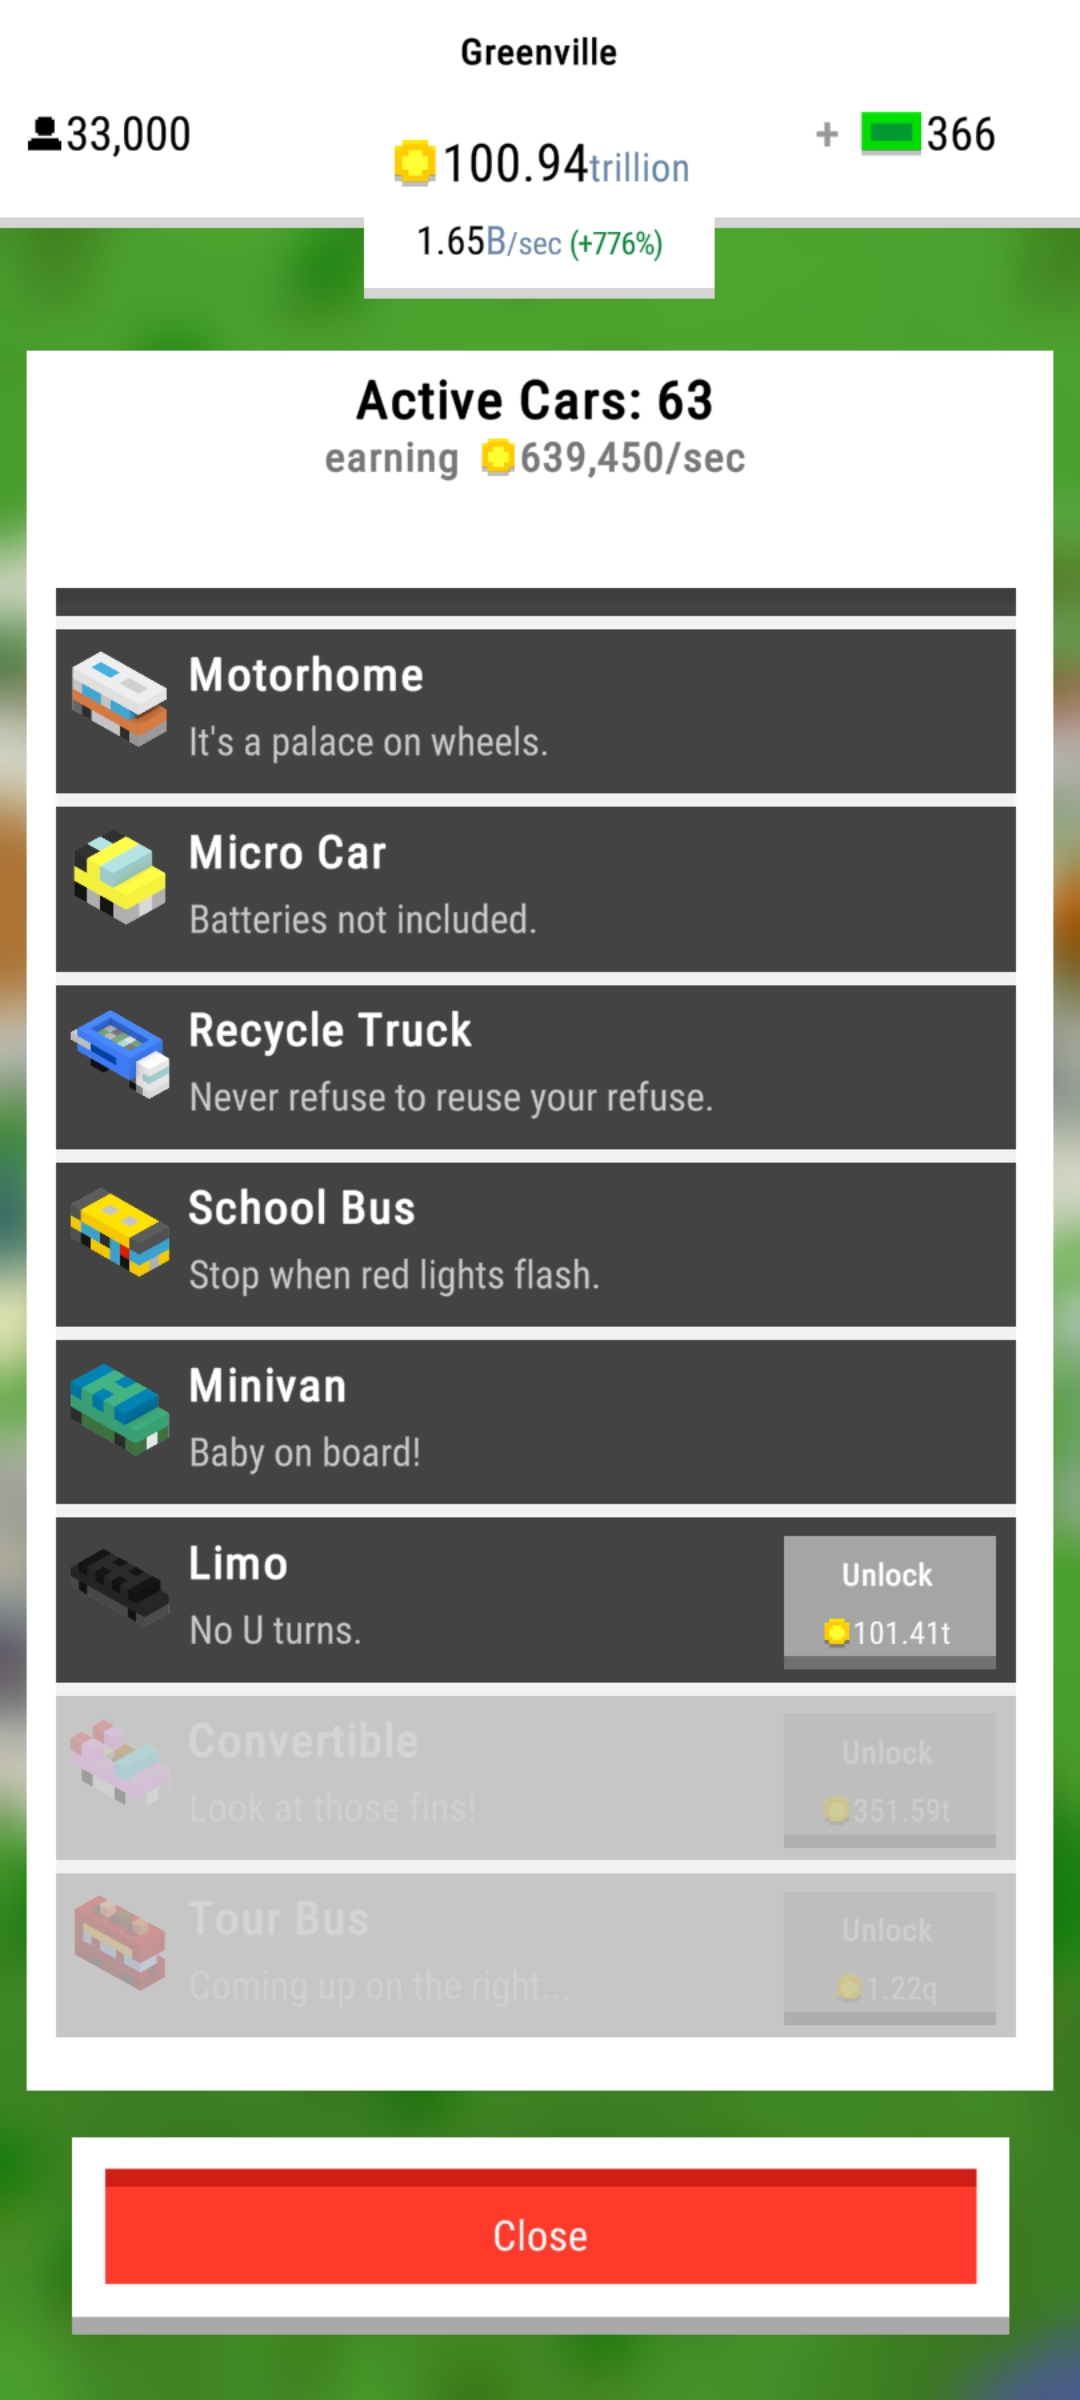 Greenville
33,000
100.94trillion
+ 366
1.65B/sec (+776%)
Active Cars: 63
earning 639,450/sec
Motorhome
It's a palace on wheels.
Micro Car
Batteries not included.
Recycle Truck
Never refuse to reuse your refuse.
School Bus
Stop when red lights flash.
Minivan
Baby on board!
Limo
No U turns.
Unlock
101.41t
Convertible
Look at those fins!
Unlock
351.59t
Tour Bus
Coming up on the right...
Unlock
1.22q
Close